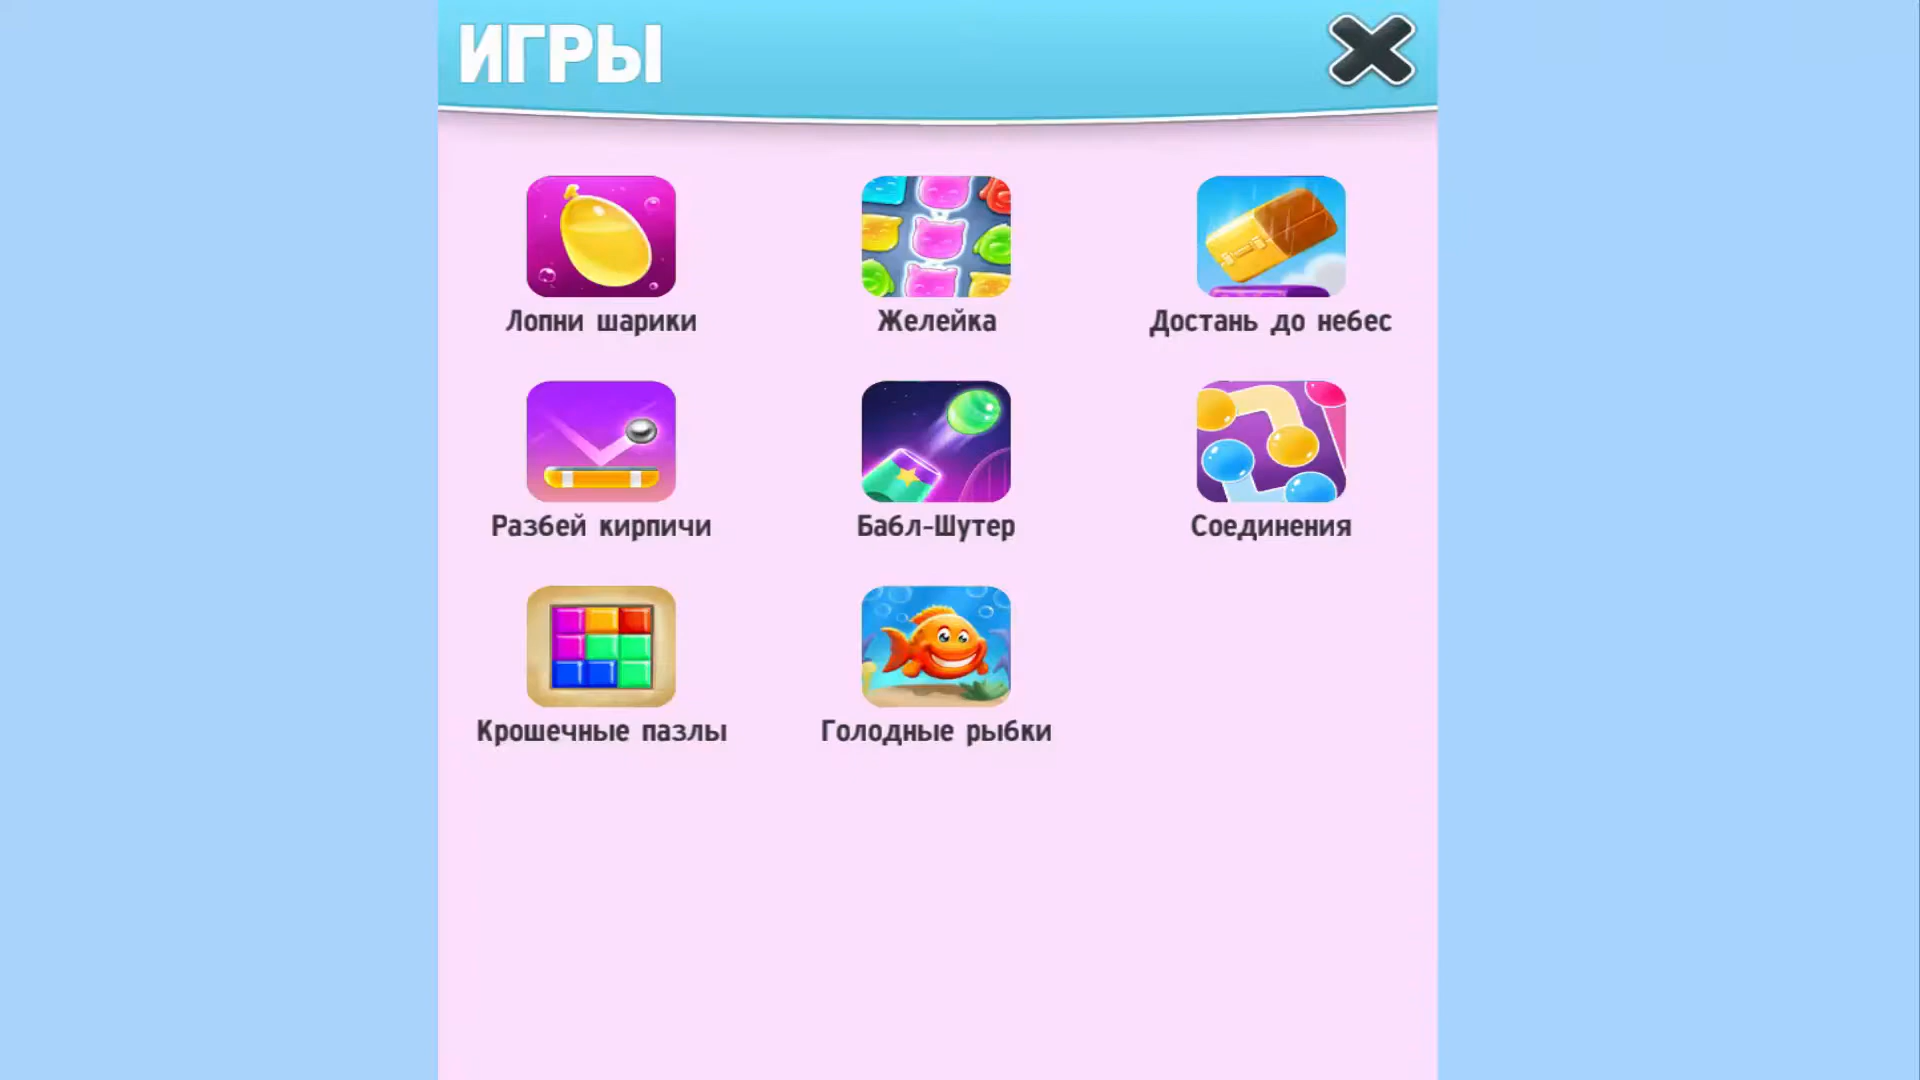 ИГРЫ
Лопни шарики
Желейка
Достань до небес
Разбей кирпичи
Бабл-Шутер
Соединения
Крошечные пазлы
Голодные рыбки